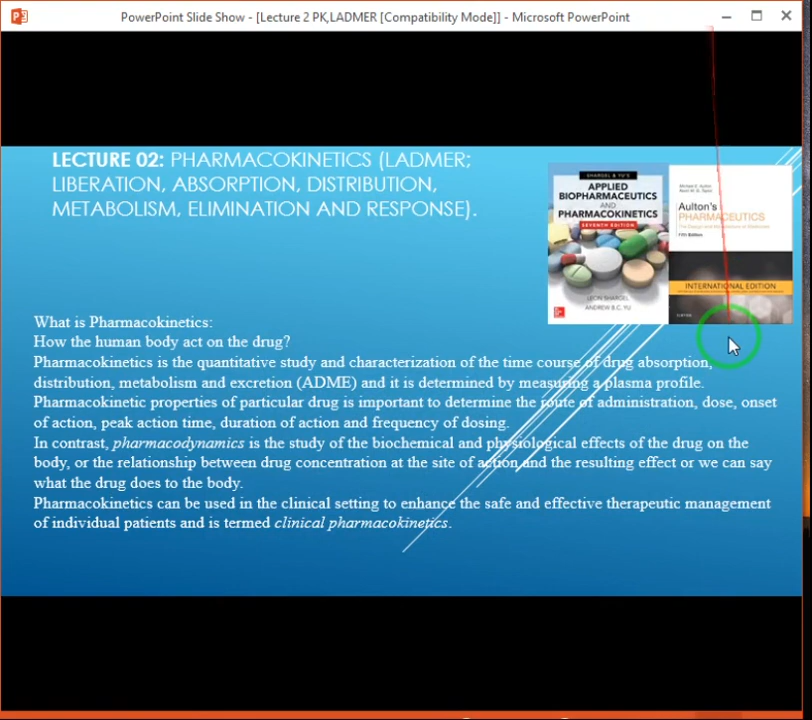 PowerPoint Slide Show - [Lecture 2 PK,LADMER [Compatibility Mode]] - Microsoft PowerPoint
LECTURE 02: PHARMACOKINETICS (LADMER;
LIBERATION, ABSORPTION, DISTRIBUTION,
METABOLISM, ELIMINATION AND RESPONSE).
SHARGEL & YU'S
APPLIED
BIOPHARMACEUTICS
AND
PHARMACOKINETICS
SEVENTH EDITION
LEON SHARGEL
ANDREW B.C. YU
Aulton's
PHARMACEUTICS
The Design and Manufacture of Medicines
Fifth Edition
INTERNATIONAL EDITION
What is Pharmacokinetics:
How the human body act on the drug?
Pharmacokinetics is the quantitative study and characterization of the time course of drug absorption,
distribution, metabolism and excretion (ADME) and it is determined by measuring a plasma profile.
Pharmacokinetic properties of particular drug is important to determine the route of administration, dose, onset
of action, peak action time, duration of action and frequency of dosing.
In contrast, pharmacodynamics is the study of the biochemical and physiological effects of the drug on the
body, or the relationship between drug concentration at the site of action and the resulting effect or we can say
what the drug does to the body.
Pharmacokinetics can be used in the clinical setting to enhance the safe and effective therapeutic management
of individual patients and is termed clinical pharmacokinetics.